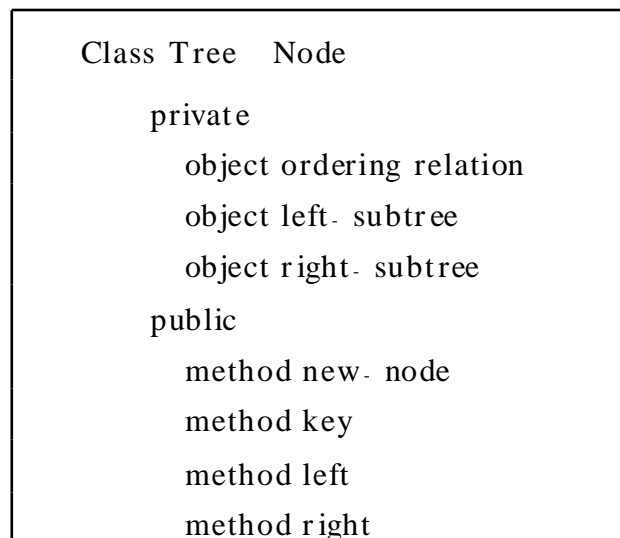 Class Tree Node
private
object ordering relation
object left- subtree
object right- subtree
public
method new- node
method key
method left
method right